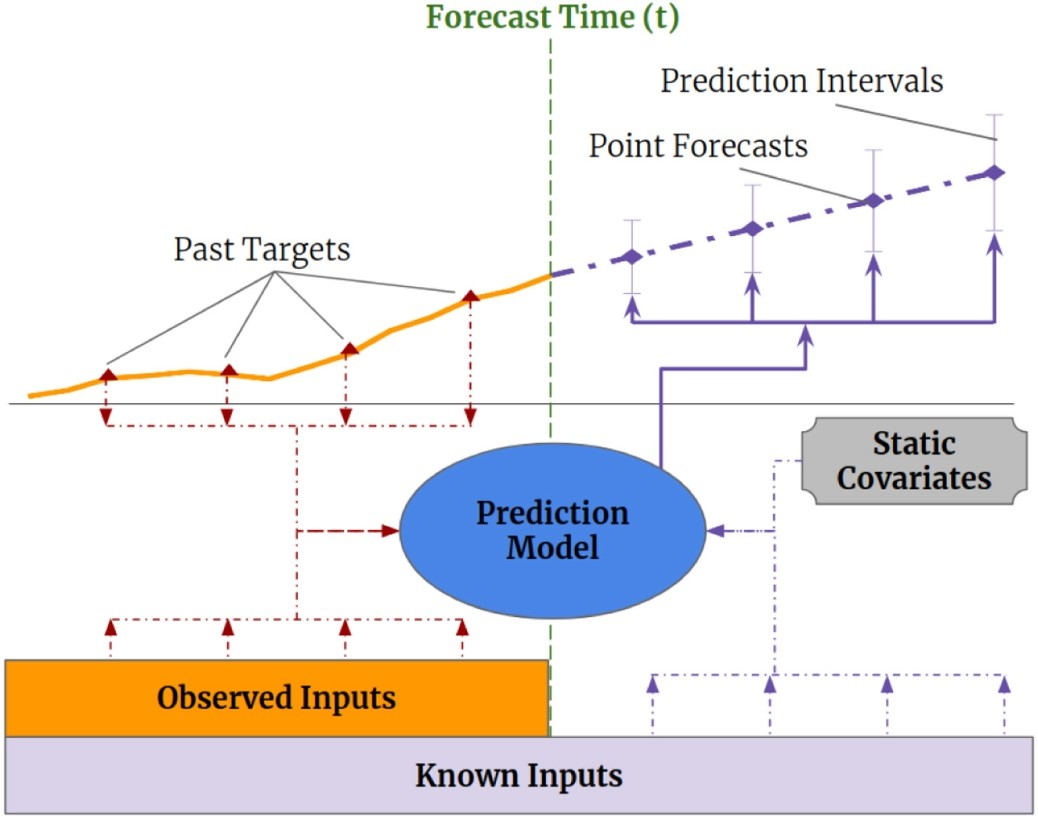 Forecast Time (t)
Prediction Intervals
Point Forecasts
Past Targets
Static
Covariates
Prediction
Model
Observed Inputs
Known Inputs